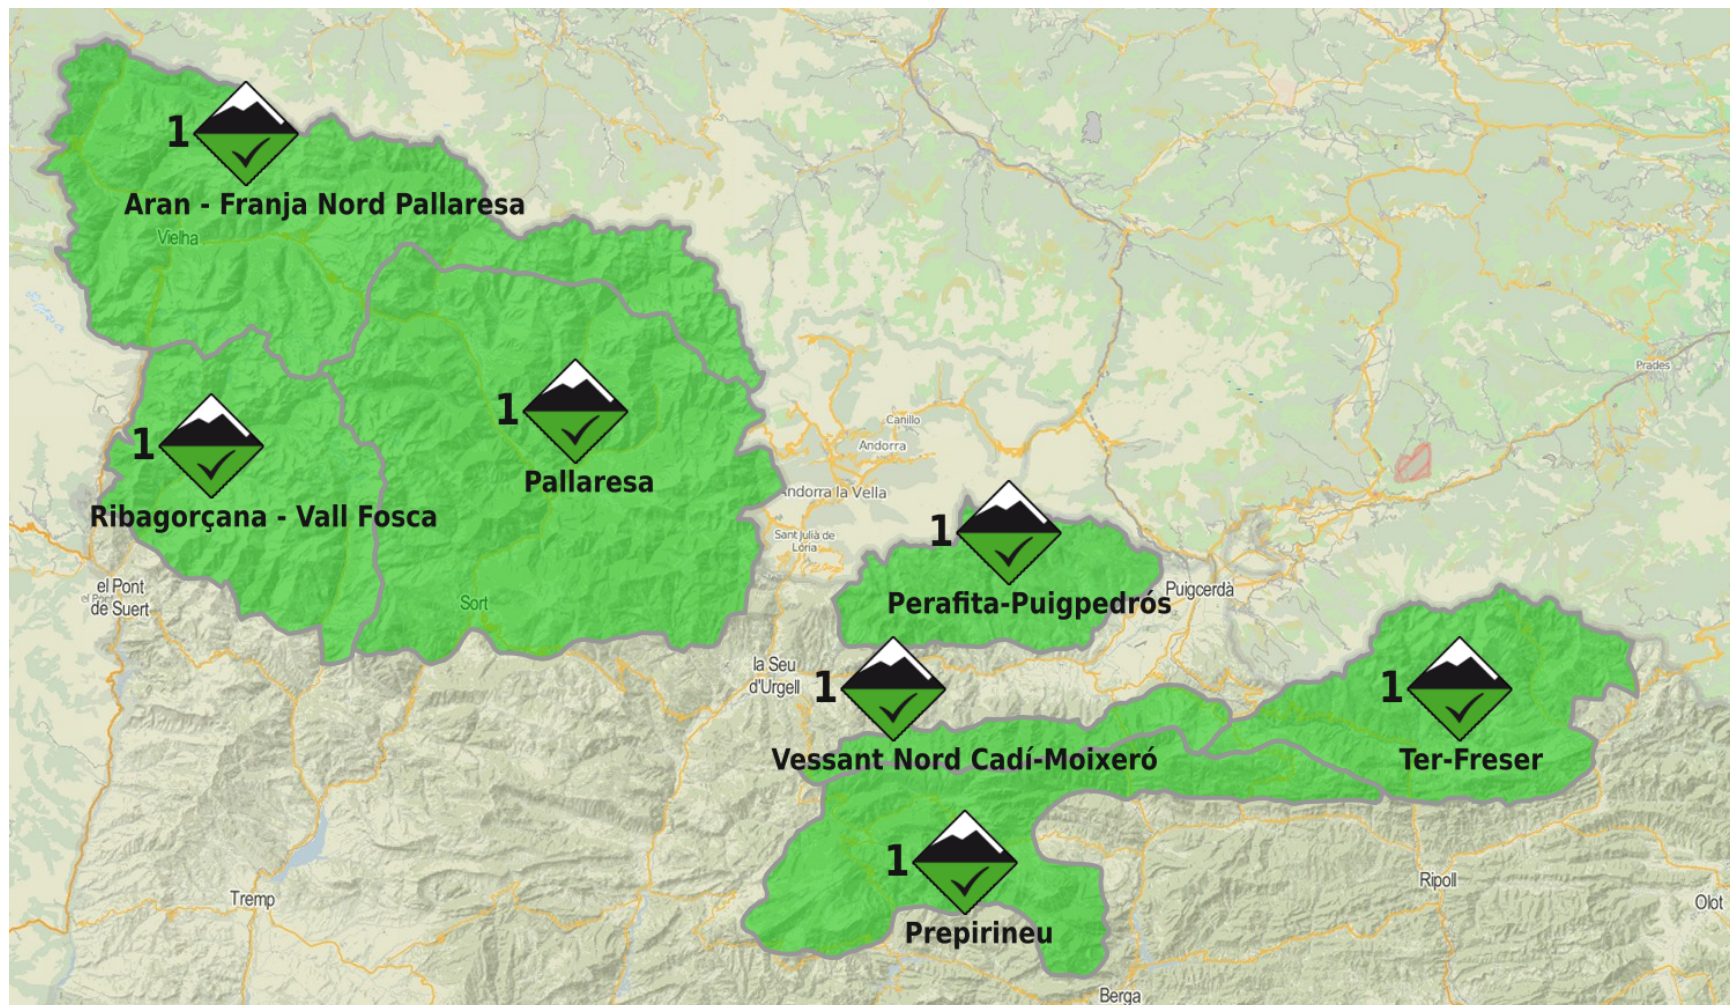 1
Aran - Franja Nord Pallaresa
Vielha
Prades
1
Pallaresa
Canillo
Andorra
1
Ribagorçana - Vall Fosca
Andorra la Vella
Sant Julià de
Lòria
1
Perafita-Puigpedrós
el Pont
de Suert
Sort
Puigcerdà
la Seu
d'Urgell
1
Vessant Nord Cadí-Moixeró
1
Ter-Freser
1
Prepirineu
Tremp
Ripoll
Olot
Berga